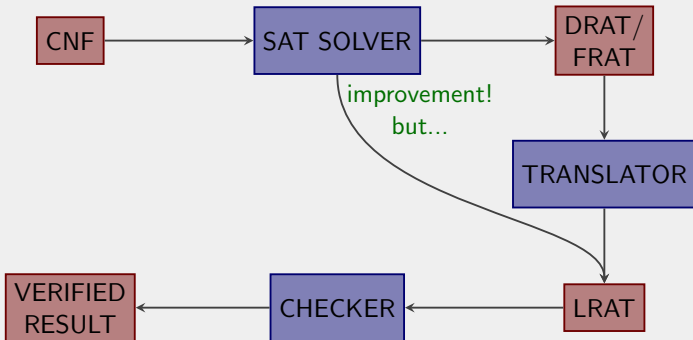 CNF
SAT SOLVER
DRAT/
FRAT
improvement!
but...
TRANSLATOR
VERIFIED
RESULT
CHECKER
LRAT